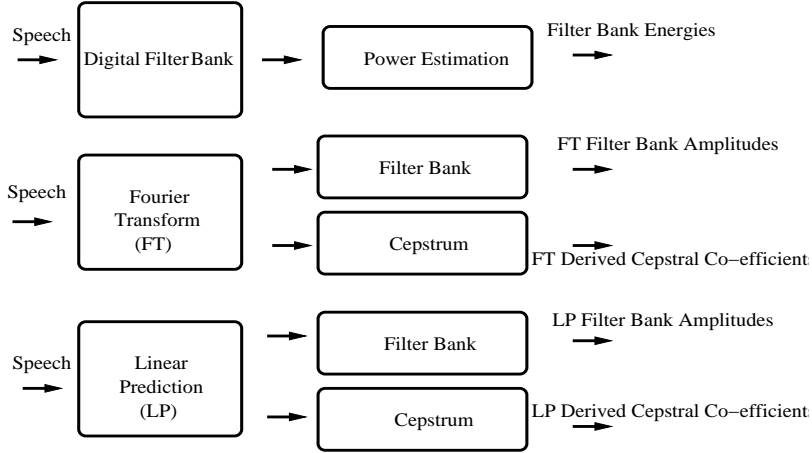 Speech
Digital Filter Bank
Power Estimation
Filter Bank Energies
Speech
Fourier
Transform
(FT)
Filter Bank
FT Filter Bank Amplitudes
Cepstrum
FT Derived Cepstral Co−efficients
Speech
Linear
Prediction
(LP)
Filter Bank
LP Filter Bank Amplitudes
Cepstrum
LP Derived Cepstral Co−efficients